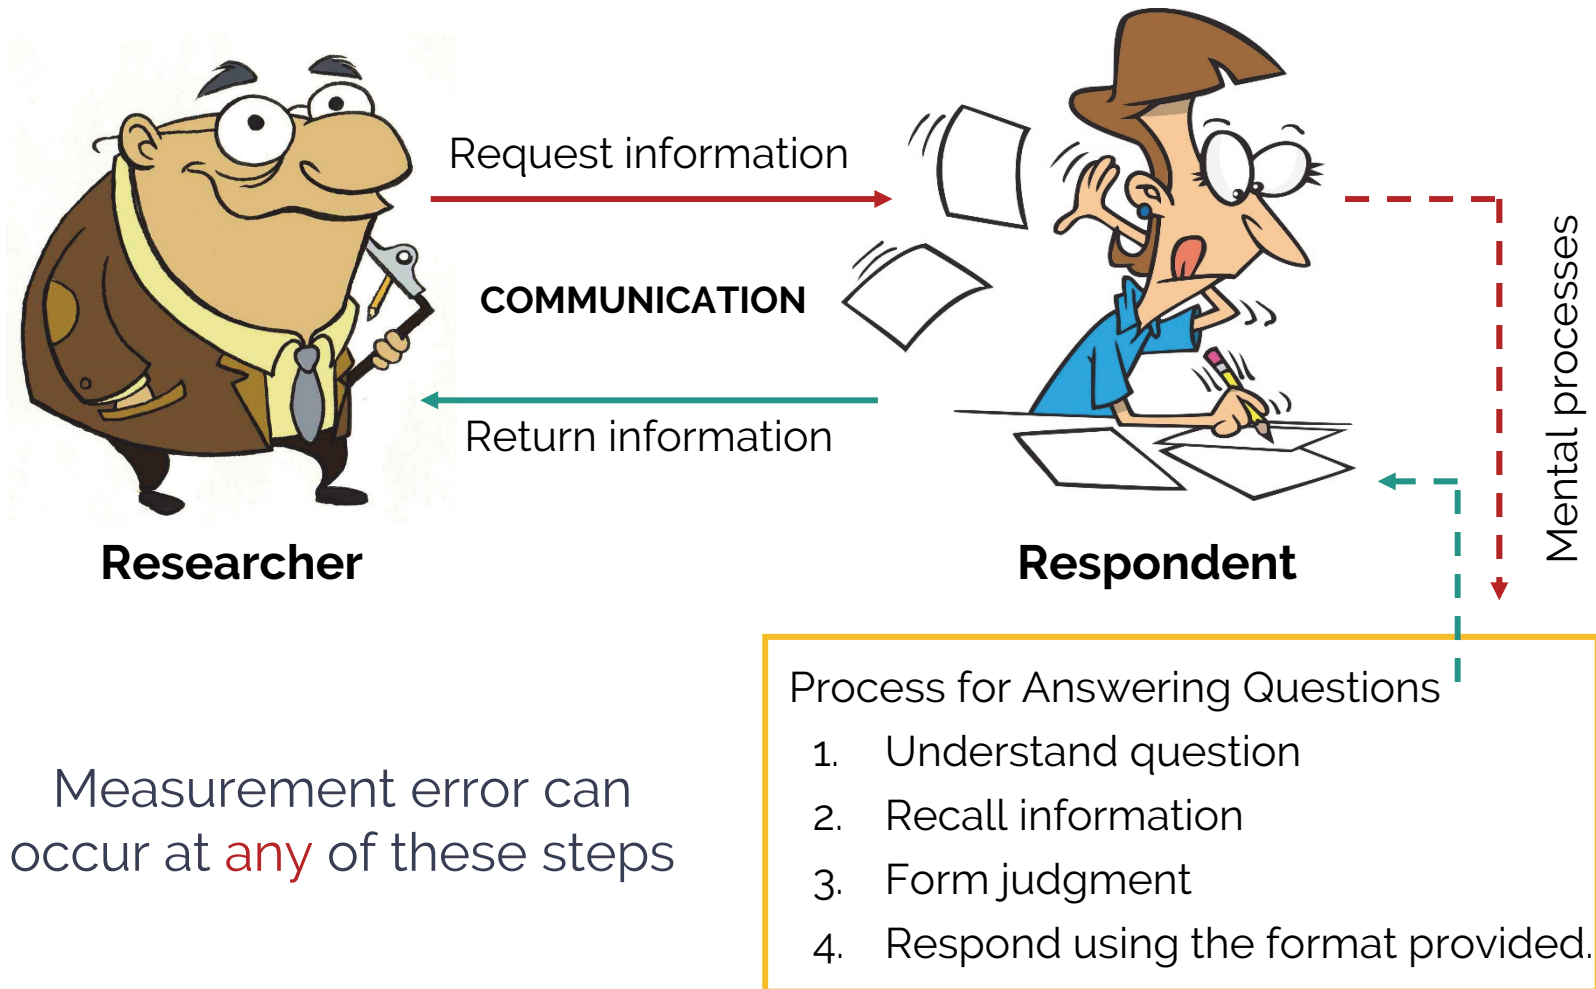 Request information
COMMUNICATION
Return information
Mental processes
Researcher
Respondent
Process for Answering Questions
1. Understand question
2. Recall information
3. Form judgment
4. Respond using the format provided.
Measurement error can
occur at any of these steps